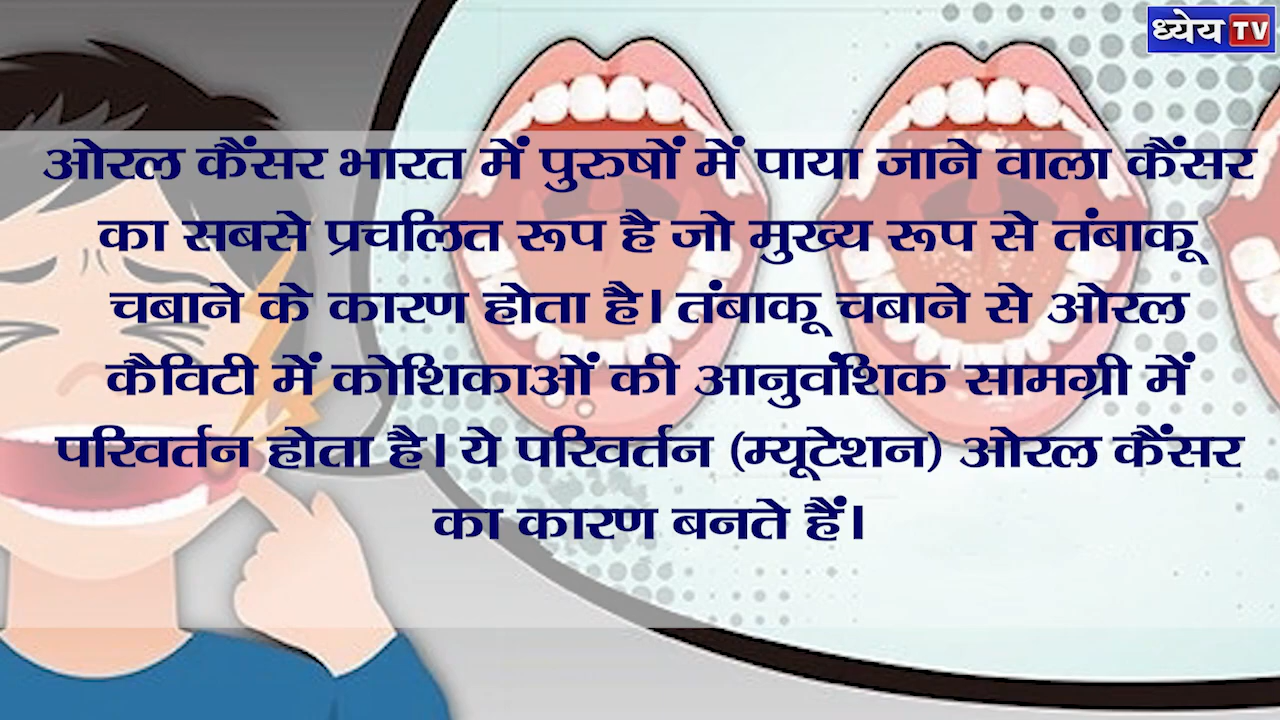 ध्येय TV
ओरल कैंसर भारत में पुरुषों में पाया जाने वाला कैंसर
का सबसे प्रचलित रूप है जो मुख्य रूप से तंबाकू
चबाने के कारण होता है। तंबाकू चबाने से ओरल
कैविटी में कोशिकाओं की आनुवंशिक सामग्री में
परिवर्तन होता है। ये परिवर्तन (म्यूटेशन) ओरल कैंसर
का कारण बनते हैं।